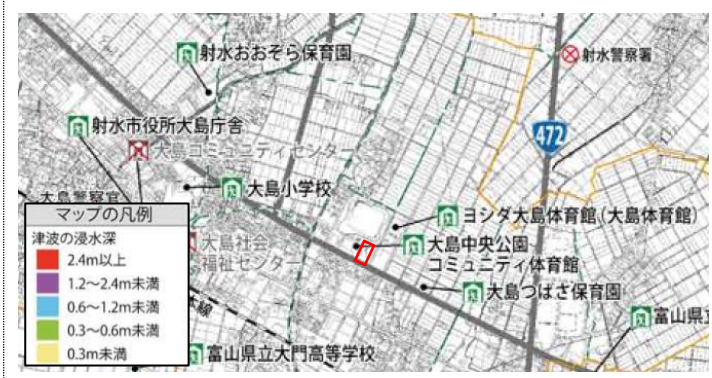 射水おおぞら保育園
射水警察署
射水市役所大島庁舎
472
大島コミュニティセンター
大島小学校
大島警察官
ヨシダ大島体育館(大島体育館)
大島社会
福祉センター
大島中央公園
コミュニティ体育館
大島つばさ保育園
本線
富山県立大門高等学校
富山県立
マップの凡例
津波の浸水深
2.4m以上
1.2～2.4m未満
0.6～1.2m未満
0.3～0.6m未満
0.3m未満